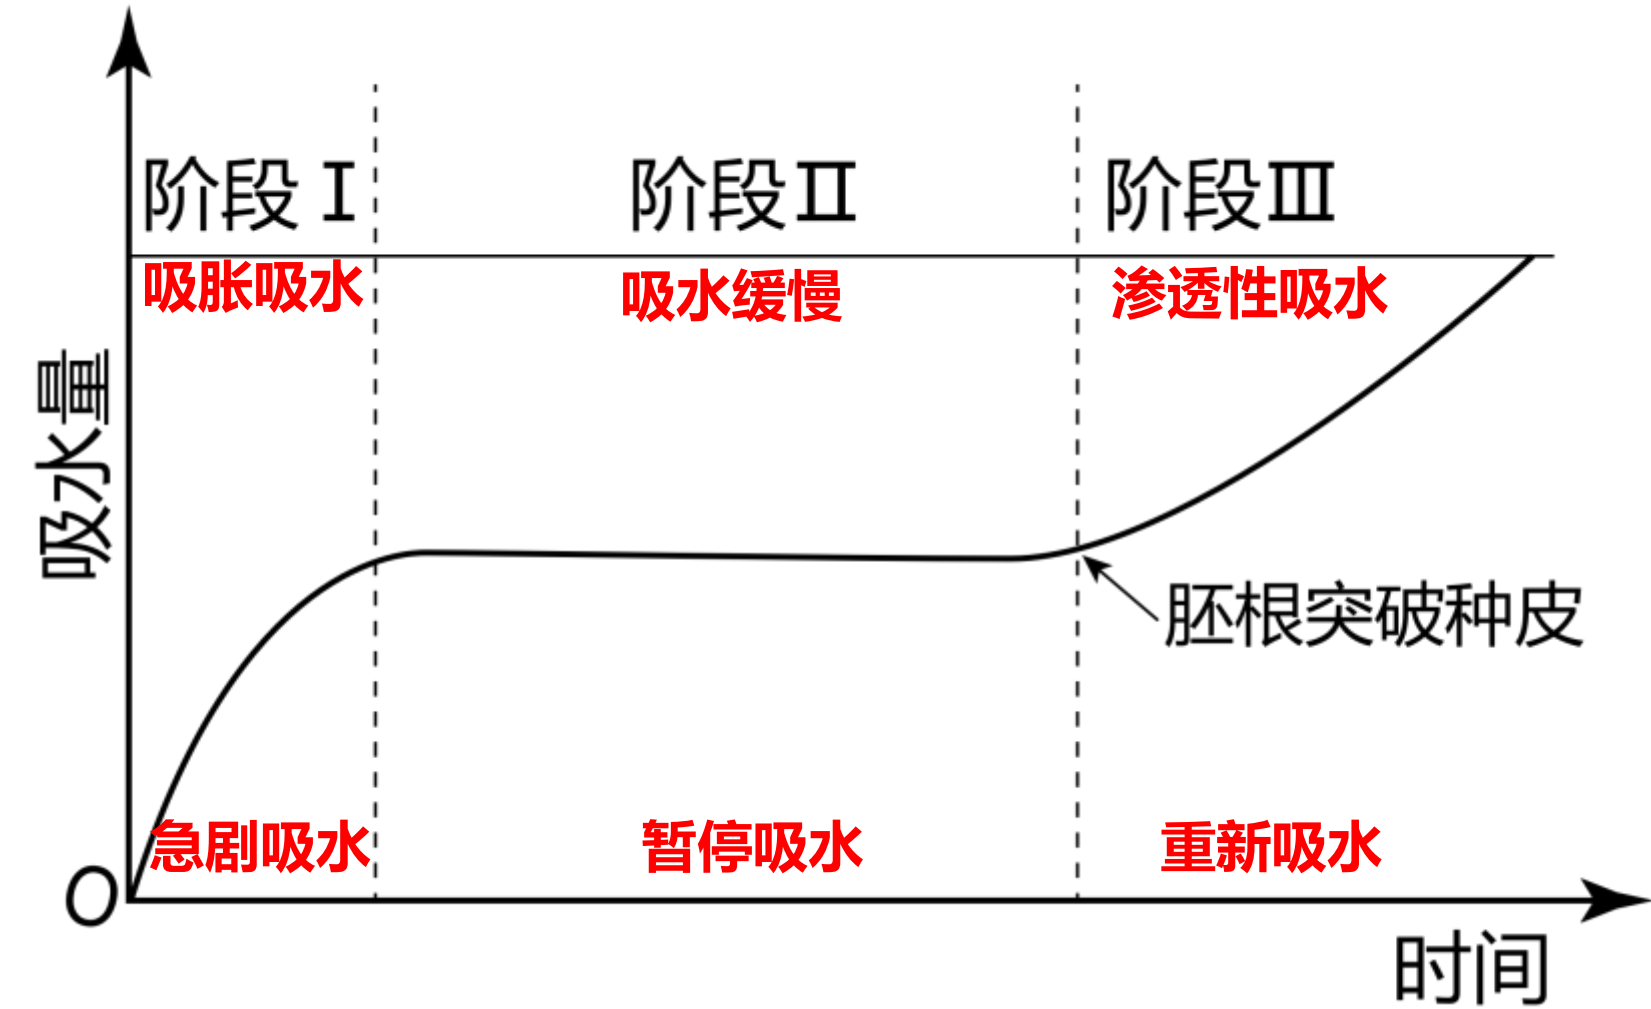 阶段Ⅰ
阶段Ⅱ
阶段Ⅲ
吸胀吸水
吸水缓慢
渗透性吸水
吸水量
胚根突破种皮
急剧吸水
暂停吸水
重新吸水
O
时间